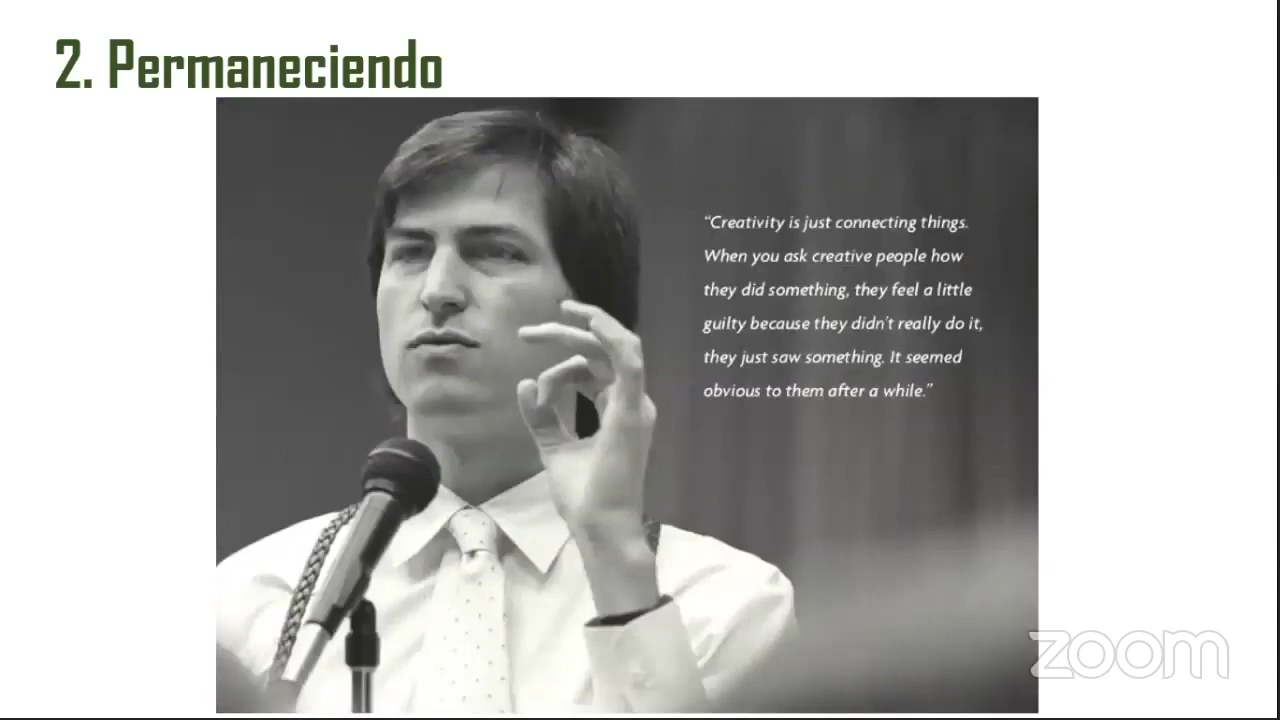 2. Permaneciendo
“Creativity is just connecting things.
When you ask creative people how
they did something, they feel a little
guilty because they didn't really do it,
they just saw something. It seemed
obvious to them after a while.”
zoom